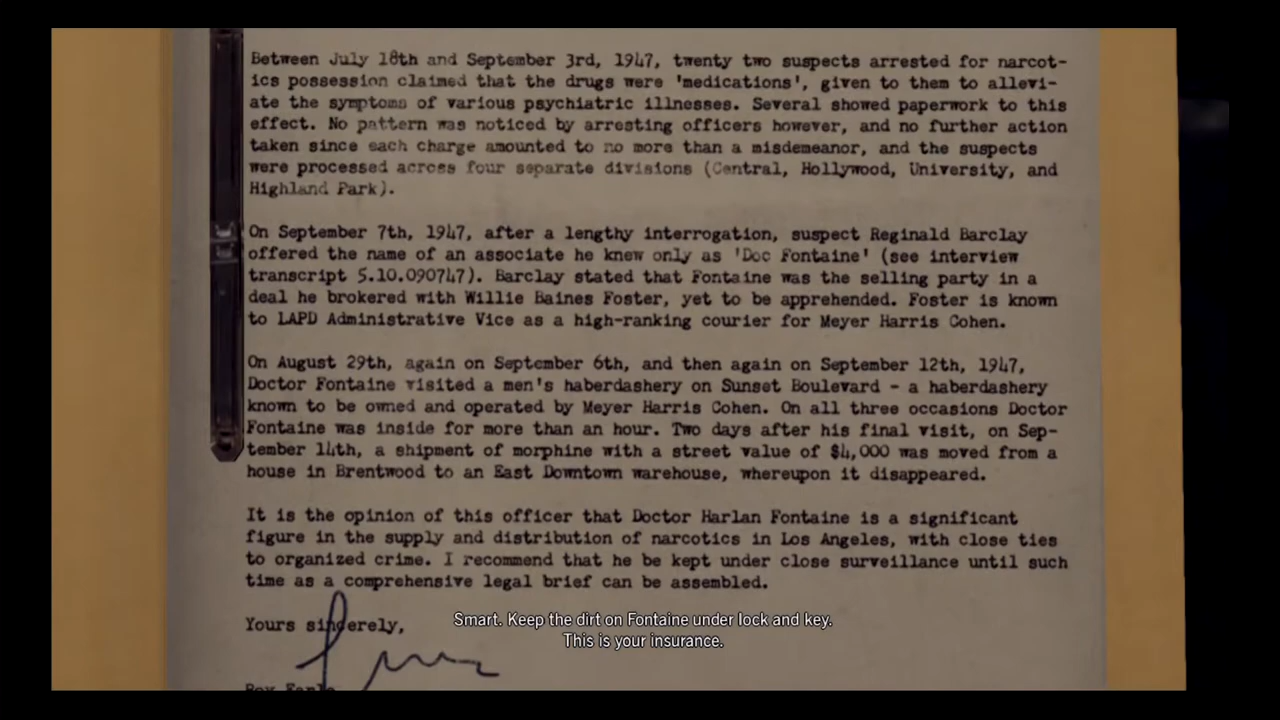 Between July 18th and September 3rd, 1947, twenty two suspects arrested for narcot-
ics possession claimed that the drugs were 'medications', given to them to allevi-
ate the symptoms of various psychiatric illnesses. Several showed paperwork to this
effect. No pattern was noticed by arresting officers however, and no further action
taken since each charge amounted to no more than a misdemeanor, and the suspects
were processed across four separate divisions (Central, Hollywood, University, and
Highland Park).
On September 7th, 1947, after a lengthy interrogation, suspect Reginald Barclay
offered the name of an associate he knew only as 'Doc Fontaine' (see interview
transcript 5.10.090747). Barclay stated that Fontaine was the selling party in a
deal he brokered with Willie Baines Foster, yet to be apprehended. Foster is known
to LAPD Administrative Vice as a high-ranking courier for Meyer Harris Cohen.
On August 29th, again on September 6th, and then again on September 12th, 1947,
Doctor Fontaine visited a men's haberdashery on Sunset Boulevard - a haberdashery
known to be owned and operated by Meyer Harris Cohen. On all three occasions Doctor
Fontaine was inside for more than an hour. Two days after his final visit, on Sep-
tember 14th, a shipment of morphine with a street value of $4,000 was moved from a
house in Brentwood to an East Downtown warehouse, whereupon it disappeared.
It is the opinion of this officer that Doctor Harlan Fontaine is a significant
figure in the supply and distribution of narcotics in Los Angeles, with close ties
to organized crime. I recommend that he be kept under close surveillance until such
time as a comprehensive legal brief can be assembled.
Yours sincerely,
Smart. Keep the dirt on Fontaine under lock and key.
This is your insurance.
Roy Earle